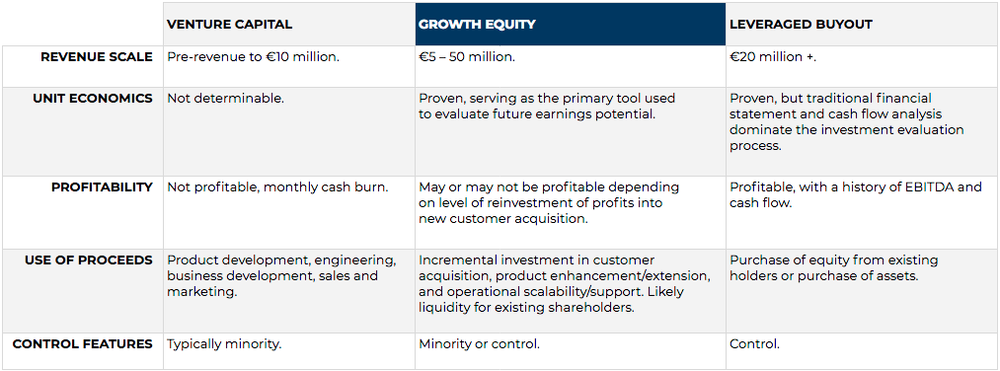 VENTURE CAPITAL
GROWTH EQUITY
LEVERAGED BUYOUT
REVENUE SCALE
Pre-revenue to €10 million.
€5 – 50 million.
€20 million +.
UNIT ECONOMICS
Not determinable.
Proven, serving as the primary tool used
to evaluate future earnings potential.
Proven, but traditional financial
statement and cash flow analysis
dominate the investment evaluation
process.
PROFITABILITY
Not profitable, monthly cash burn.
May or may not be profitable depending
on level of reinvestment of profits into
new customer acquisition.
Profitable, with a history of EBITDA and
cash flow.
USE OF PROCEEDS
Product development, engineering,
business development, sales and
marketing.
Incremental investment in customer
acquisition, product enhancement/extension,
and operational scalability/support. Likely
liquidity for existing shareholders.
Purchase of equity from existing
holders or purchase of assets.
CONTROL FEATURES
Typically minority.
Minority or control.
Control.